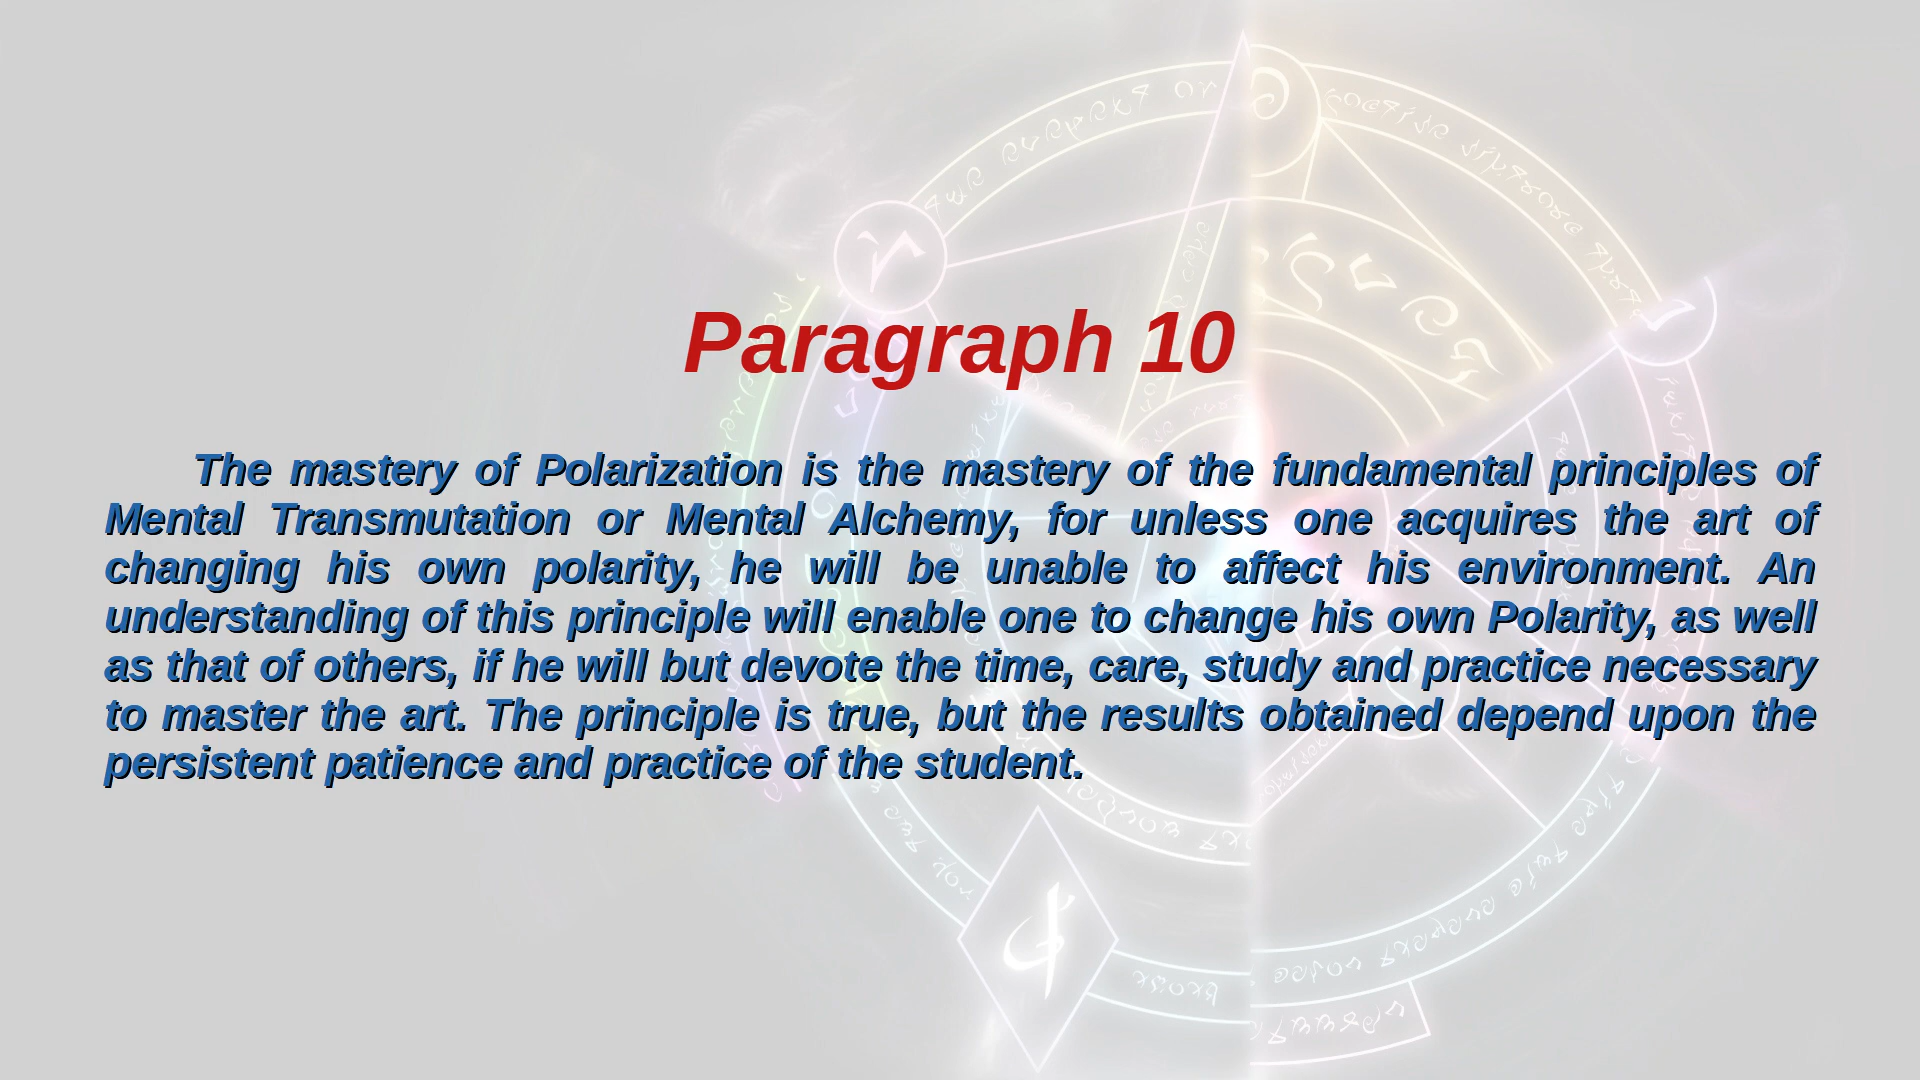 Paragraph 10
The mastery of Polarization is the mastery of the fundamental principles of
Mental Transmutation or Mental Alchemy, for unless one acquires the art of
changing his own polarity, he will be unable to affect his environment. An
understanding of this principle will enable one to change his own Polarity, as well
as that of others, if he will but devote the time, care, study and practice necessary
to master the art. The principle is true, but the results obtained depend upon the
persistent patience and practice of the student.